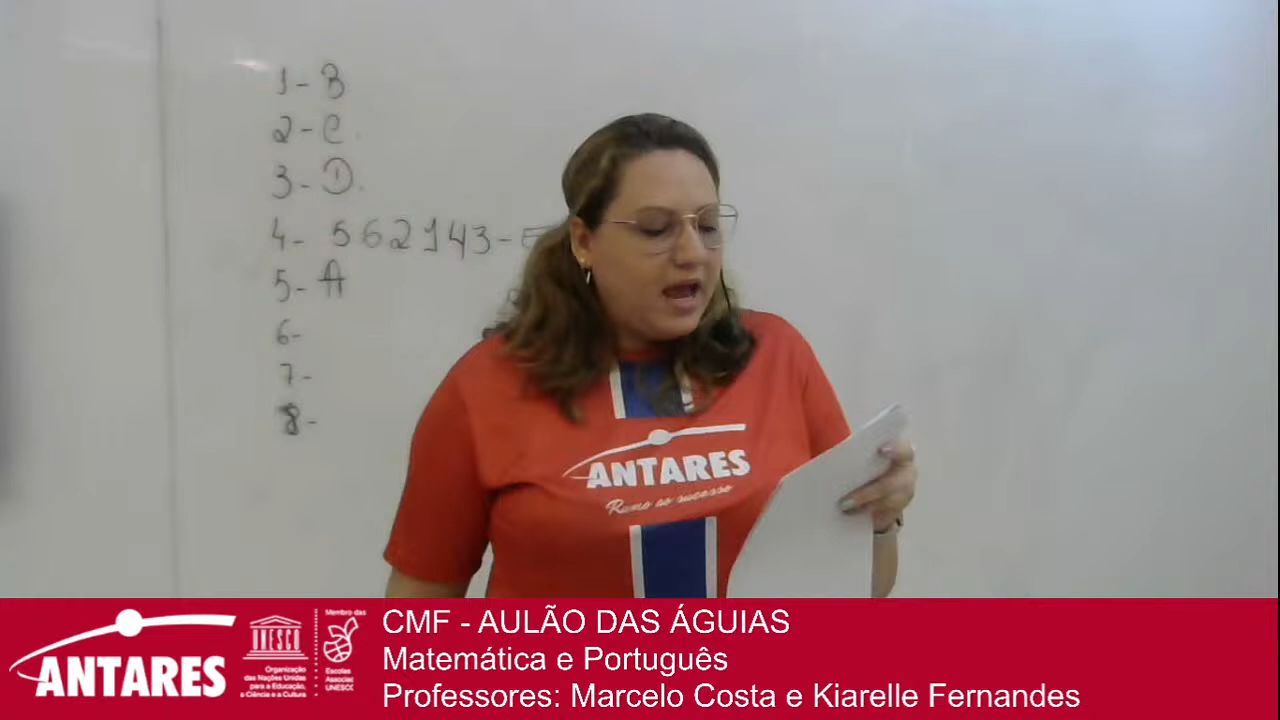 1- B
2- C.
3- D.
4- 562143- E
5- A
6-
7-
8-
ANTARES
Rumo ao sucesso
ANTARES
UNESCO
Organização
das Nações Unidas
para a Educação,
a Ciência e a Cultura
Membro das
Escolas
Associadas
UNESCO
CMF - AULÃO DAS ÁGUIAS
Matemática e Português
Professores: Marcelo Costa e Kiarelle Fernandes